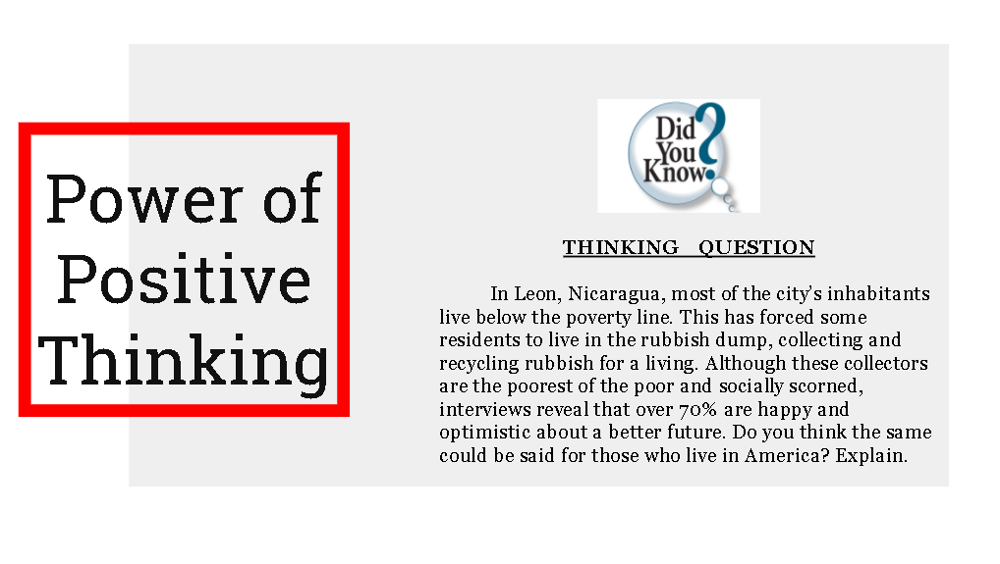 Power of
Positive
Thinking
Did
You
Know?
THINKING QUESTION
In Leon, Nicaragua, most of the city's inhabitants
live below the poverty line. This has forced some
residents to live in the rubbish dump, collecting and
recycling rubbish for a living. Although these collectors
are the poorest of the poor and socially scorned,
interviews reveal that over 70% are happy and
optimistic about a better future. Do you think the same
could be said for those who live in America? Explain.